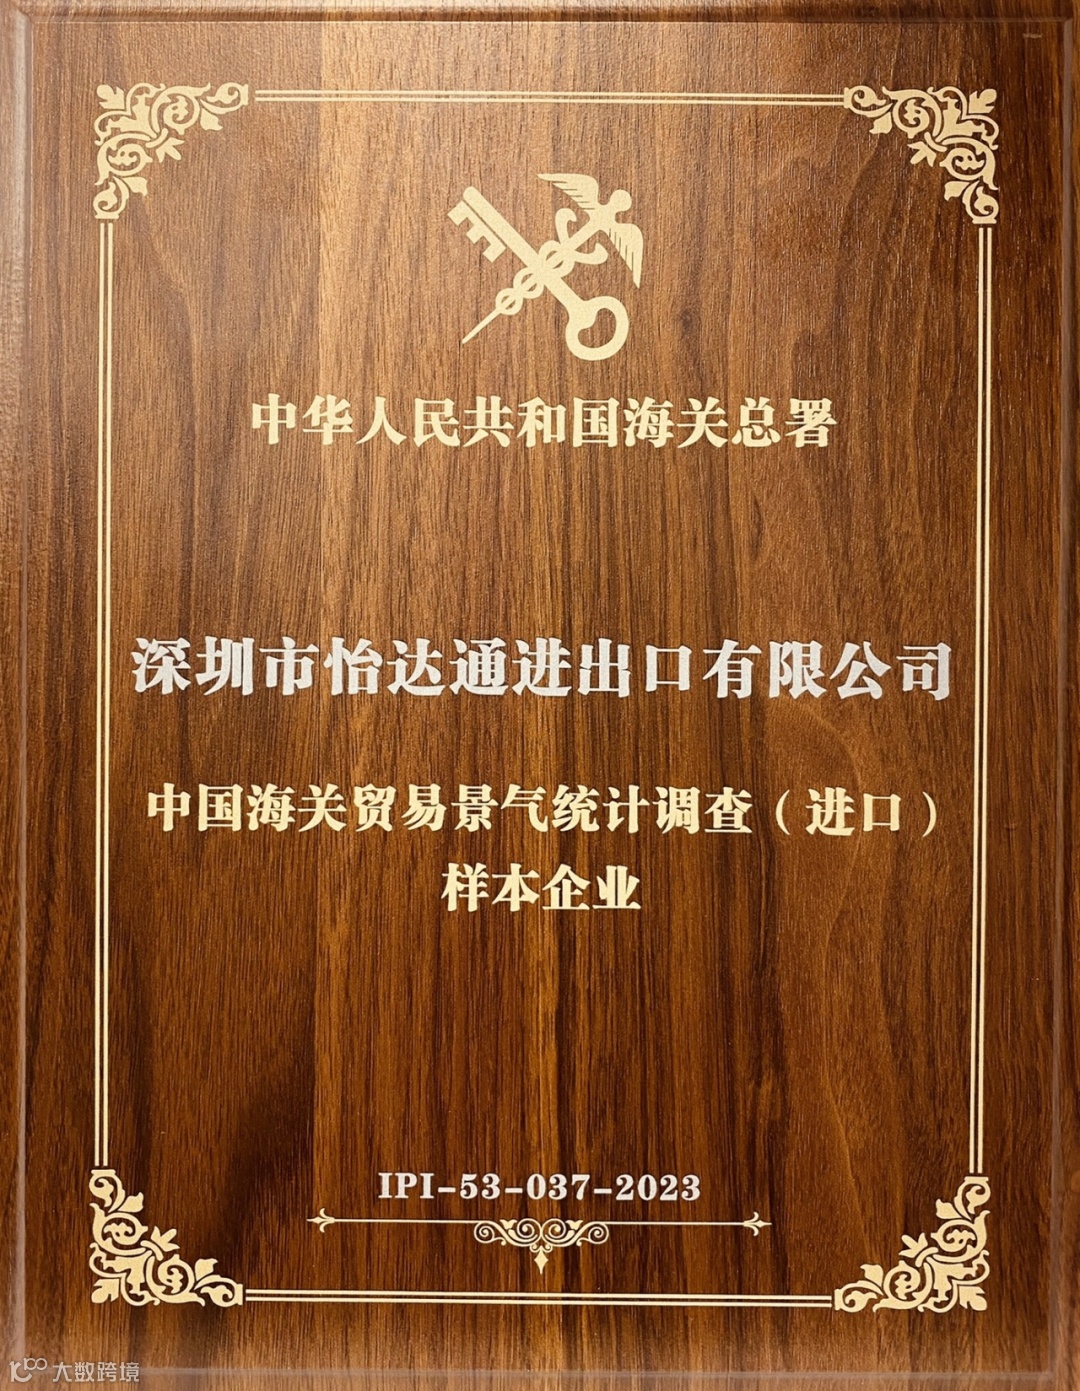 中华人民共和国海关总署
深圳市怡达通进出口有限公司
中国海关贸易景气统计调查（进口）
样本企业
IPI-53-037-2023
大数跨境